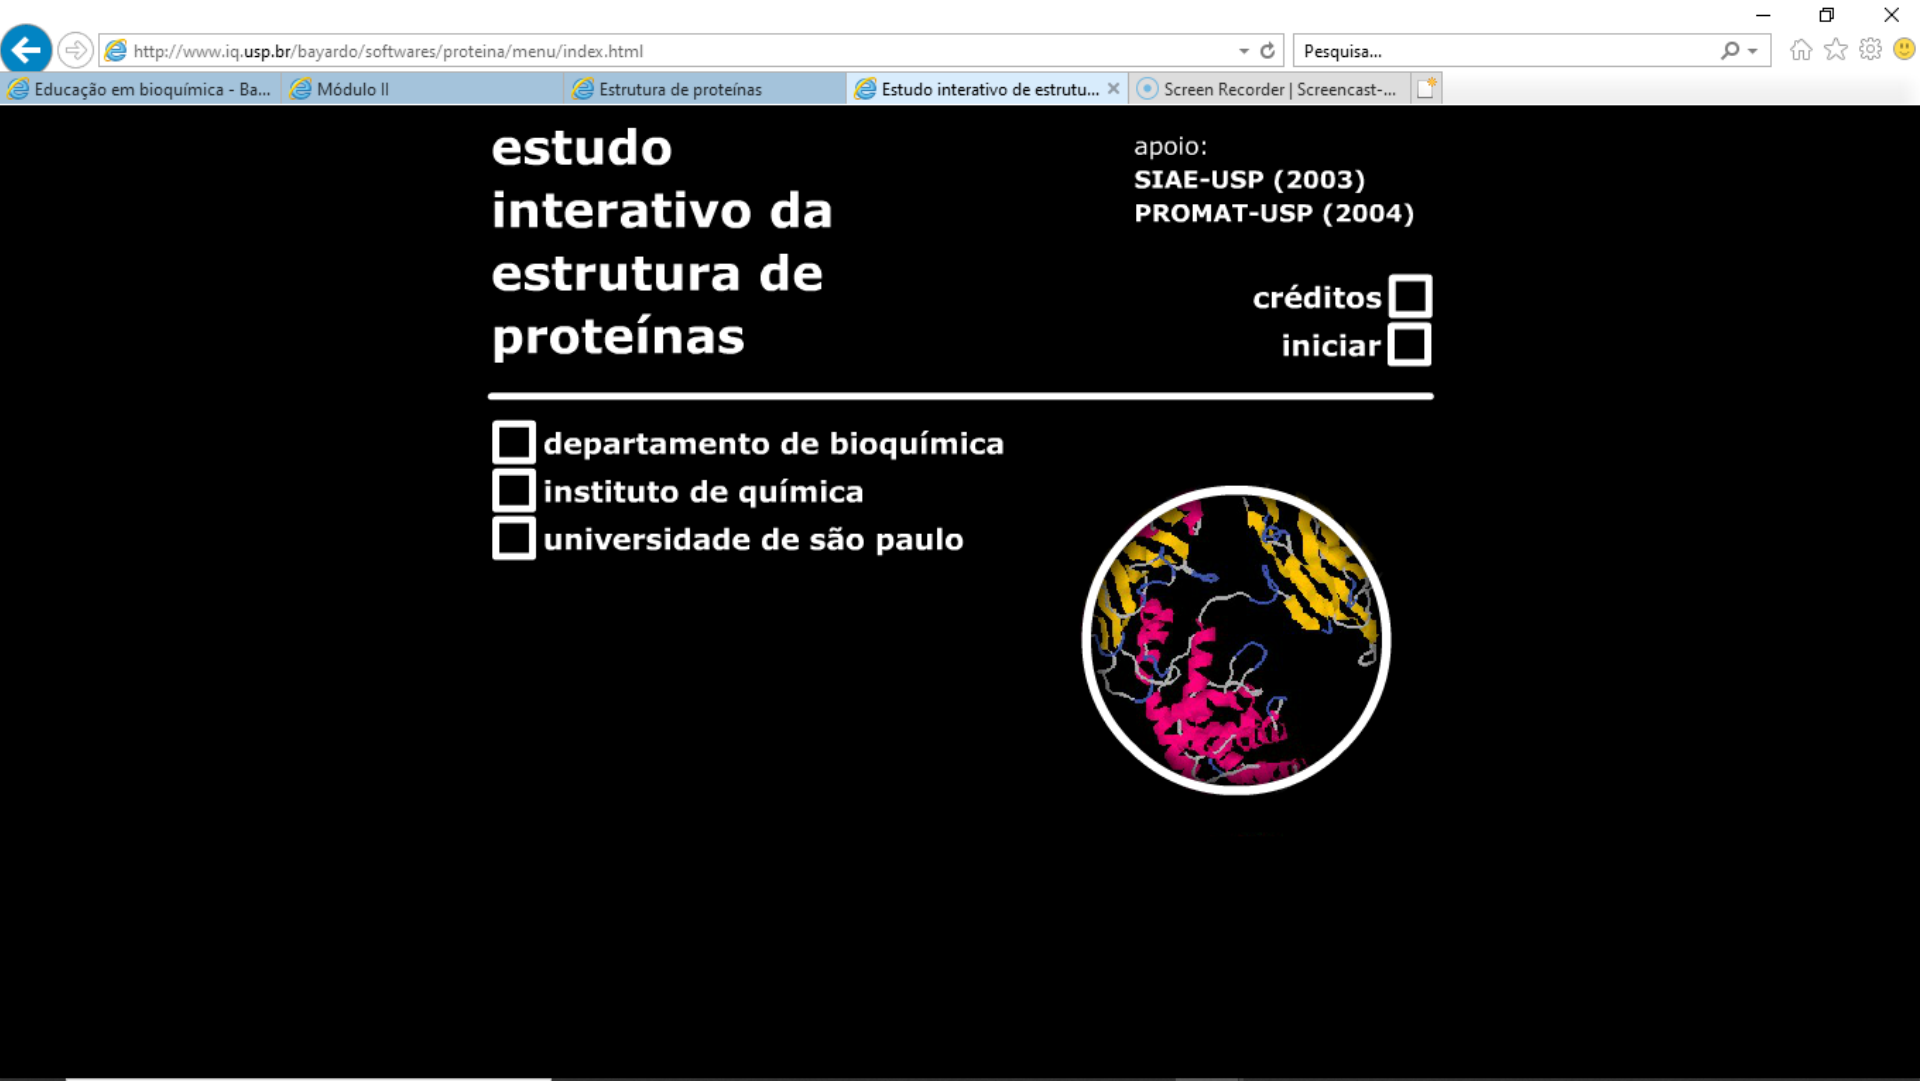 http://www.iq.usp.br/bayardo/softwares/proteina/menu/index.html
Pesquisa...
Educação em bioquímica - Ba...
Módulo II
Estrutura de proteínas
Estudo interativo de estrutu...
Screen Recorder | Screencast-...
estudo
interativo da
estrutura de
proteínas
apoio:
SIAE-USP (2003)
PROMAT-USP (2004)
créditos
iniciar
departamento de bioquímica
instituto de química
universidade de são paulo